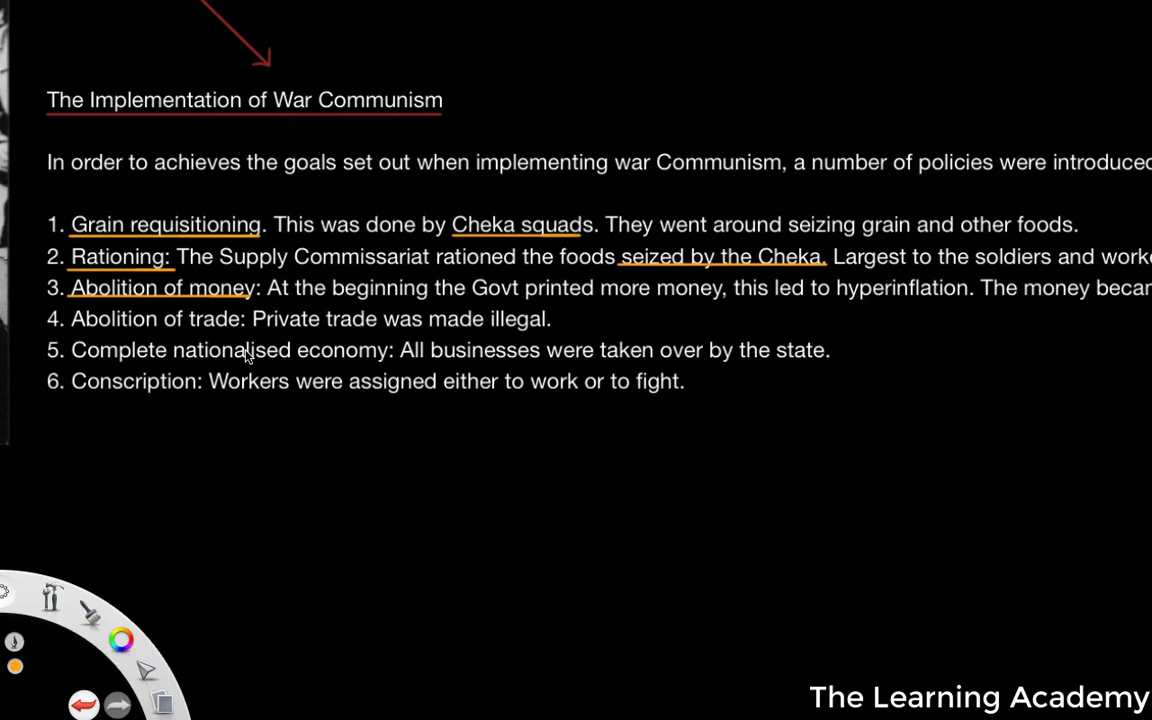 The Implementation of War Communism
In order to achieves the goals set out when implementing war Communism, a number of policies were introduced
1. Grain requisitioning. This was done by Cheka squads. They went around seizing grain and other foods.
2. Rationing: The Supply Commissariat rationed the foods seized by the Cheka. Largest to the soldiers and
3. Abolition of money: At the beginning the Govt printed more money, this led to hyperinflation. The money
4. Abolition of trade: Private trade was made illegal.
5. Complete nationalised economy: All businesses were taken over by the state.
6. Conscription: Workers were assigned either to work or to fight.
The Learning Academy